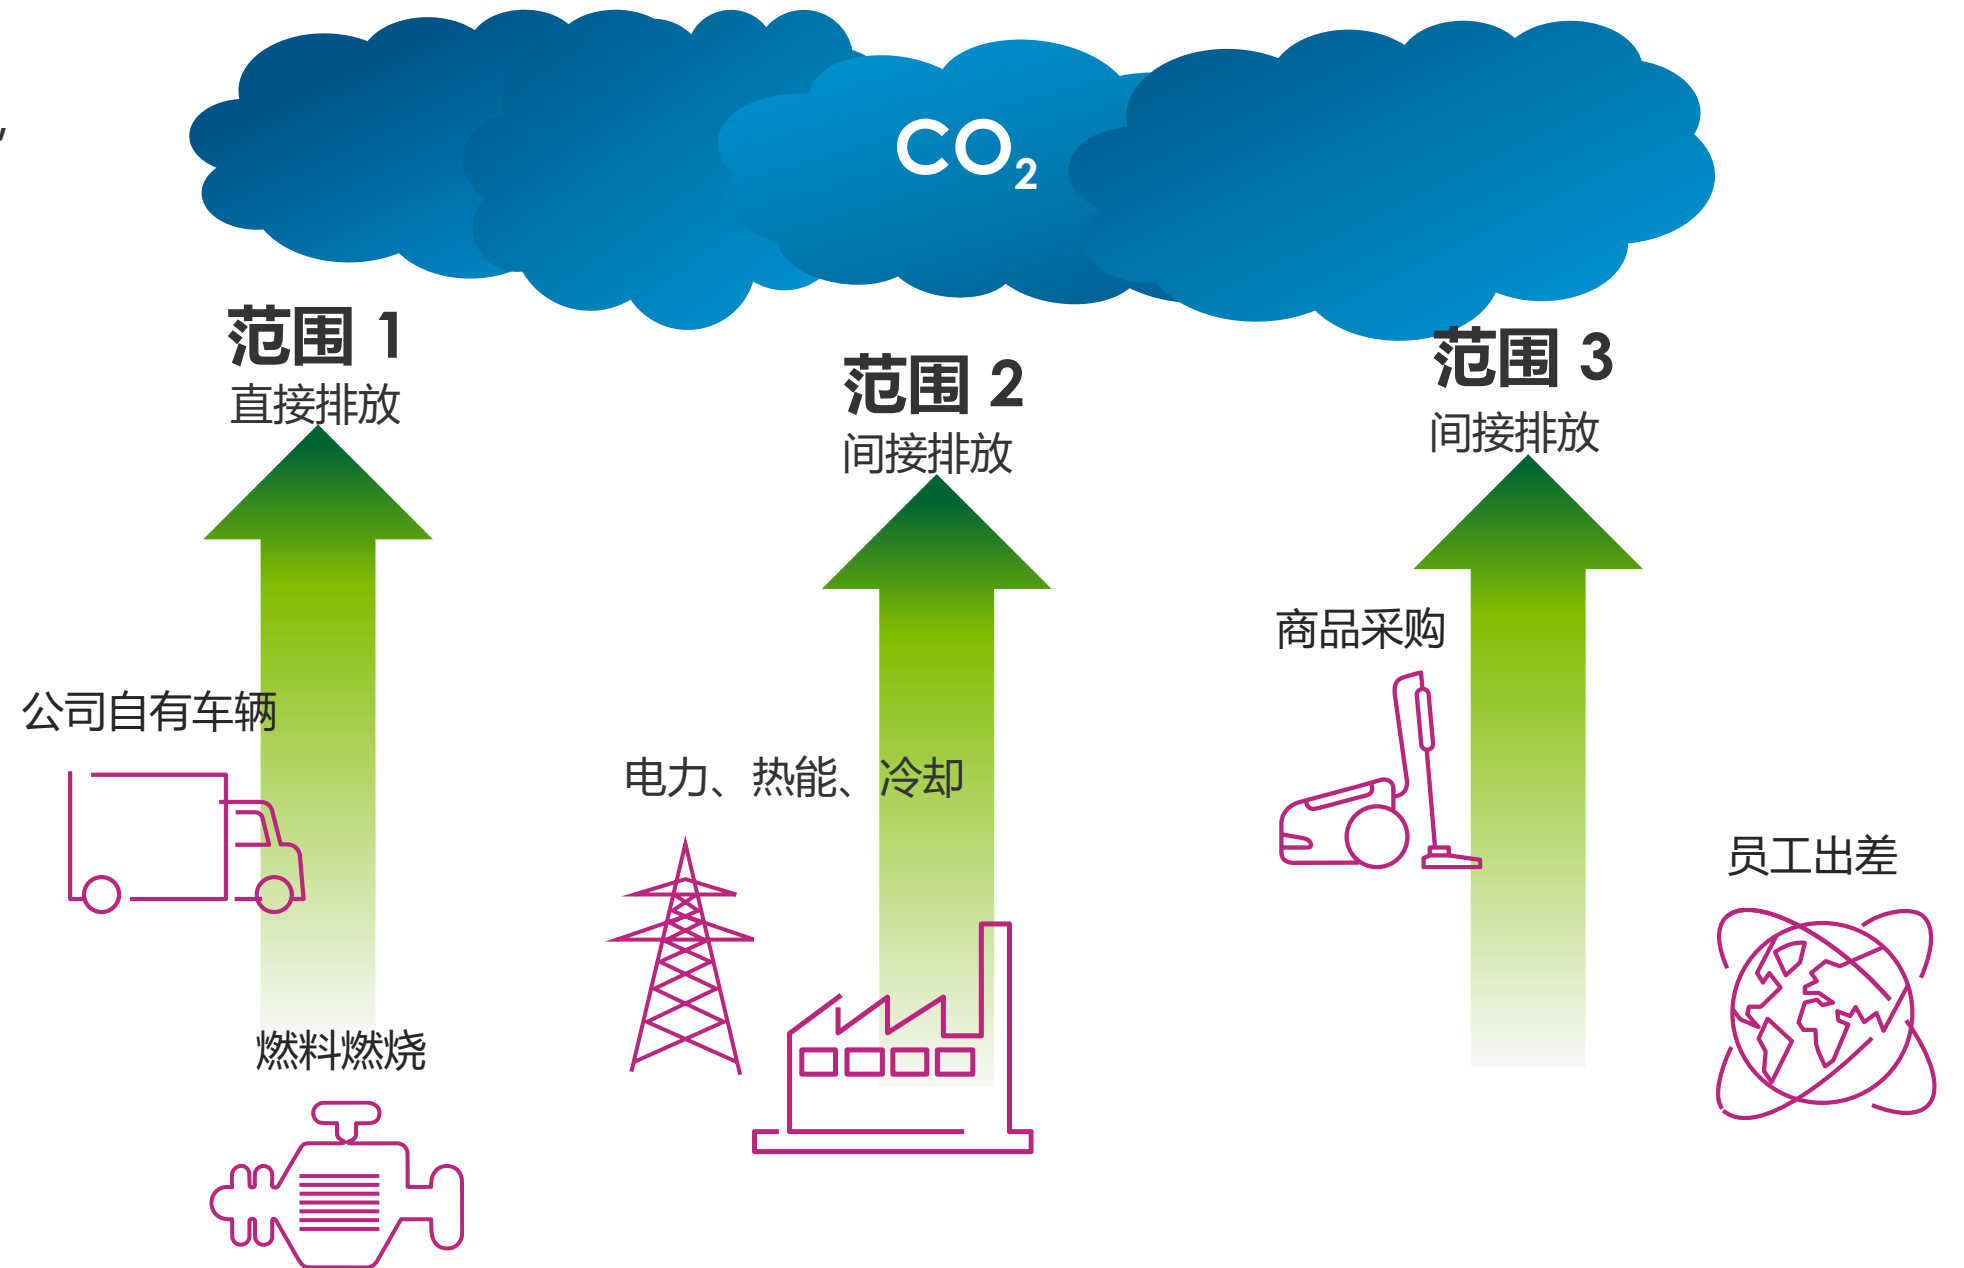 CO₂
范围 1
直接排放
公司自有车辆
燃料燃烧
范围 2
间接排放
电力、热能、冷却
范围 3
间接排放
商品采购
员工出差